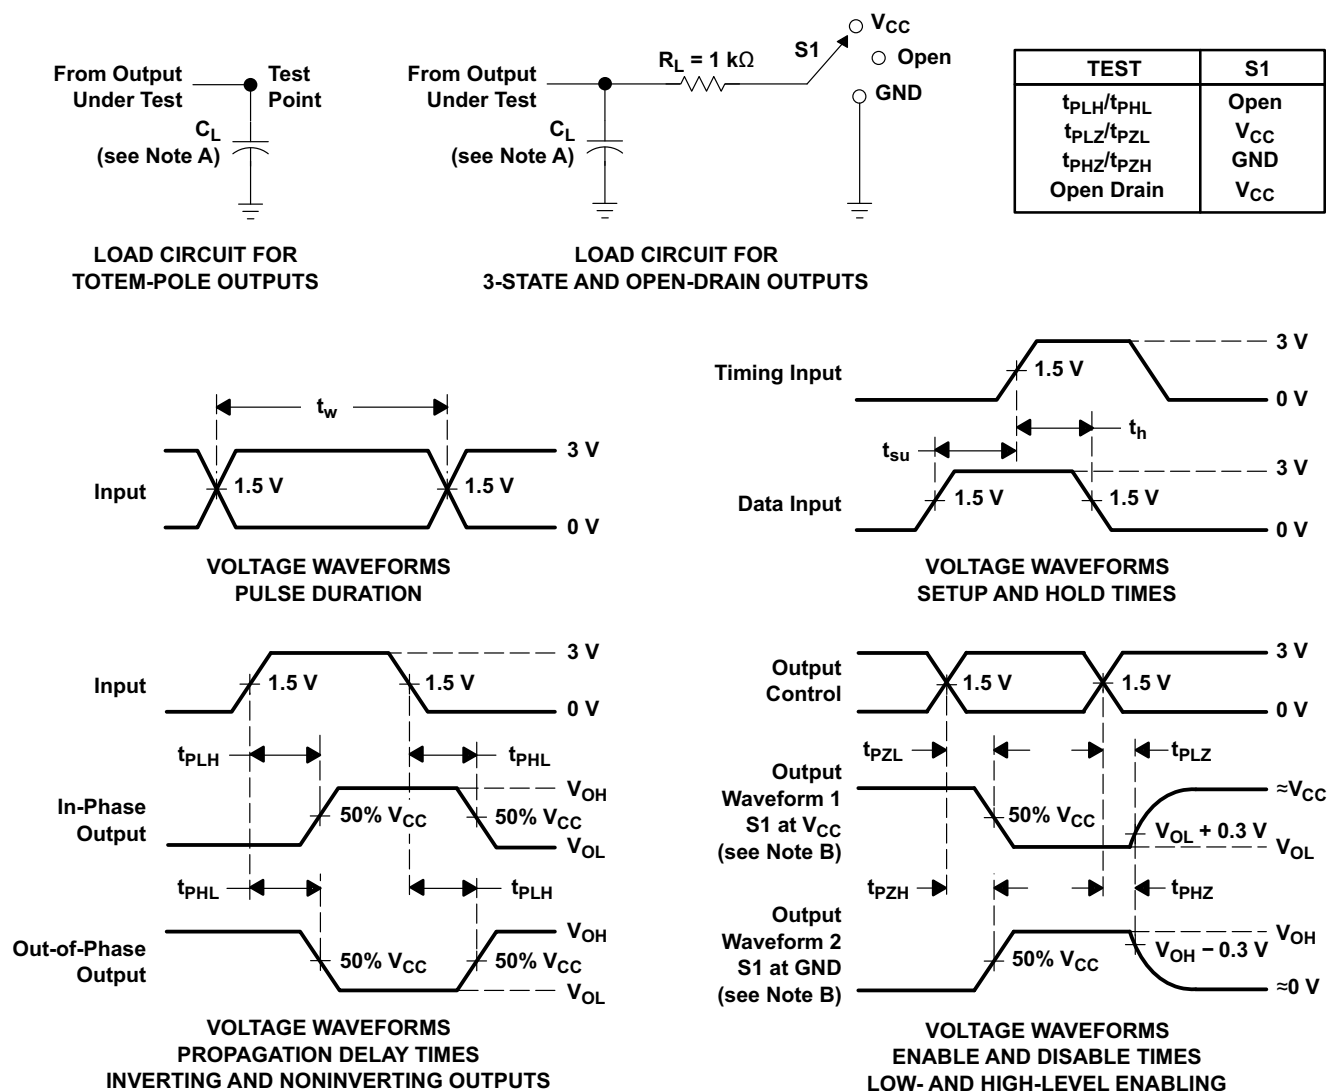 From Output
Under Test
Test
Point
CL
(see Note A)
LOAD CIRCUIT FOR
TOTEM-POLE OUTPUTS
From Output
Under Test
RL = 1 kΩ
S1
VCC
Open
GND
CL
(see Note A)
LOAD CIRCUIT FOR
3-STATE AND OPEN-DRAIN OUTPUTS
TEST S1
tPLH/tPHL Open
tPLZ/tPZL VCC
tPHZ/tPZH GND
Open Drain VCC
tw
Input
1.5 V
1.5 V
3 V
0 V
VOLTAGE WAVEFORMS
PULSE DURATION
Timing Input
1.5 V
3 V
0 V
tsu
th
Data Input
1.5 V
1.5 V
3 V
0 V
VOLTAGE WAVEFORMS
SETUP AND HOLD TIMES
Input
1.5 V
1.5 V
3 V
0 V
tPLH
tPHL
In-Phase
Output
50% VCC
50% VCC
VOH
VOL
tPHL
tPLH
Out-of-Phase
Output
50% VCC
50% VCC
VOH
VOL
VOLTAGE WAVEFORMS
PROPAGATION DELAY TIMES
INVERTING AND NONINVERTING OUTPUTS
Output
Control
1.5 V
1.5 V
3 V
0 V
tPZL
tPLZ
Output
Waveform 1
S1 at VCC
(see Note B)
50% VCC
VOL + 0.3 V
≈VCC
VOL
tPZH
tPHZ
Output
Waveform 2
S1 at GND
(see Note B)
50% VCC
VOH − 0.3 V
VOH
≈0 V
VOLTAGE WAVEFORMS
ENABLE AND DISABLE TIMES
LOW- AND HIGH-LEVEL ENABLING